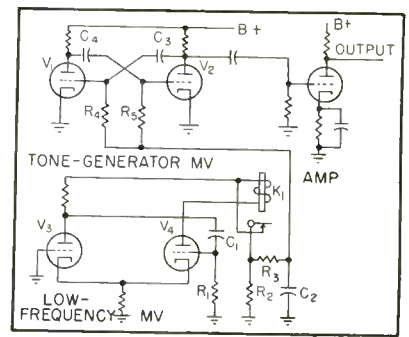 B+ B+
C4 C3
OUTPUT
V1 V2
R4 R5
TONE-GENERATOR MV
AMP
K1
V3 V4
C1
R3
R1 R2 C2
LOW-
FREQUENCY MV